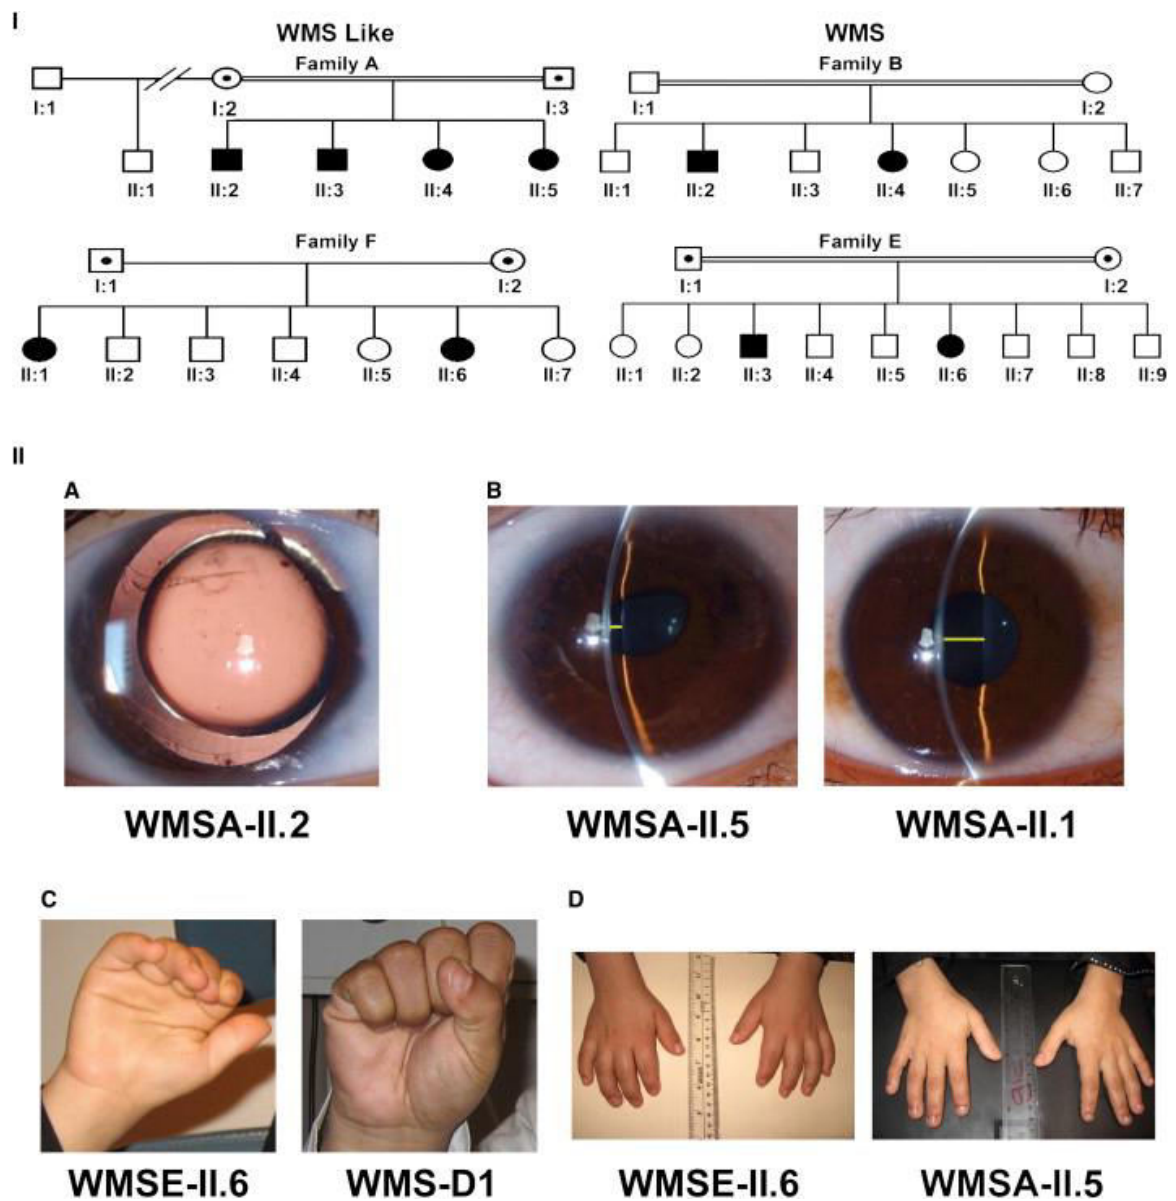 I
WMS Like
WMS
Family A
Family B
I:1
I:2
I:3
I:1
I:2
II:1
II:2
II:3
II:4
II:5
II:1
II:2
II:3
II:4
II:5
II:6
II:7
Family F
Family E
I:1
I:2
I:1
I:2
II:1
II:2
II:3
II:4
II:5
II:6
II:7
II:1
II:2
II:3
II:4
II:5
II:6
II:7
II:8
II:9
II
A
B
WMSA-II.2
WMSA-II.5
WMSA-II.1
C
D
WMSE-II.6
WMS-D1
WMSE-II.6
WMSA-II.5